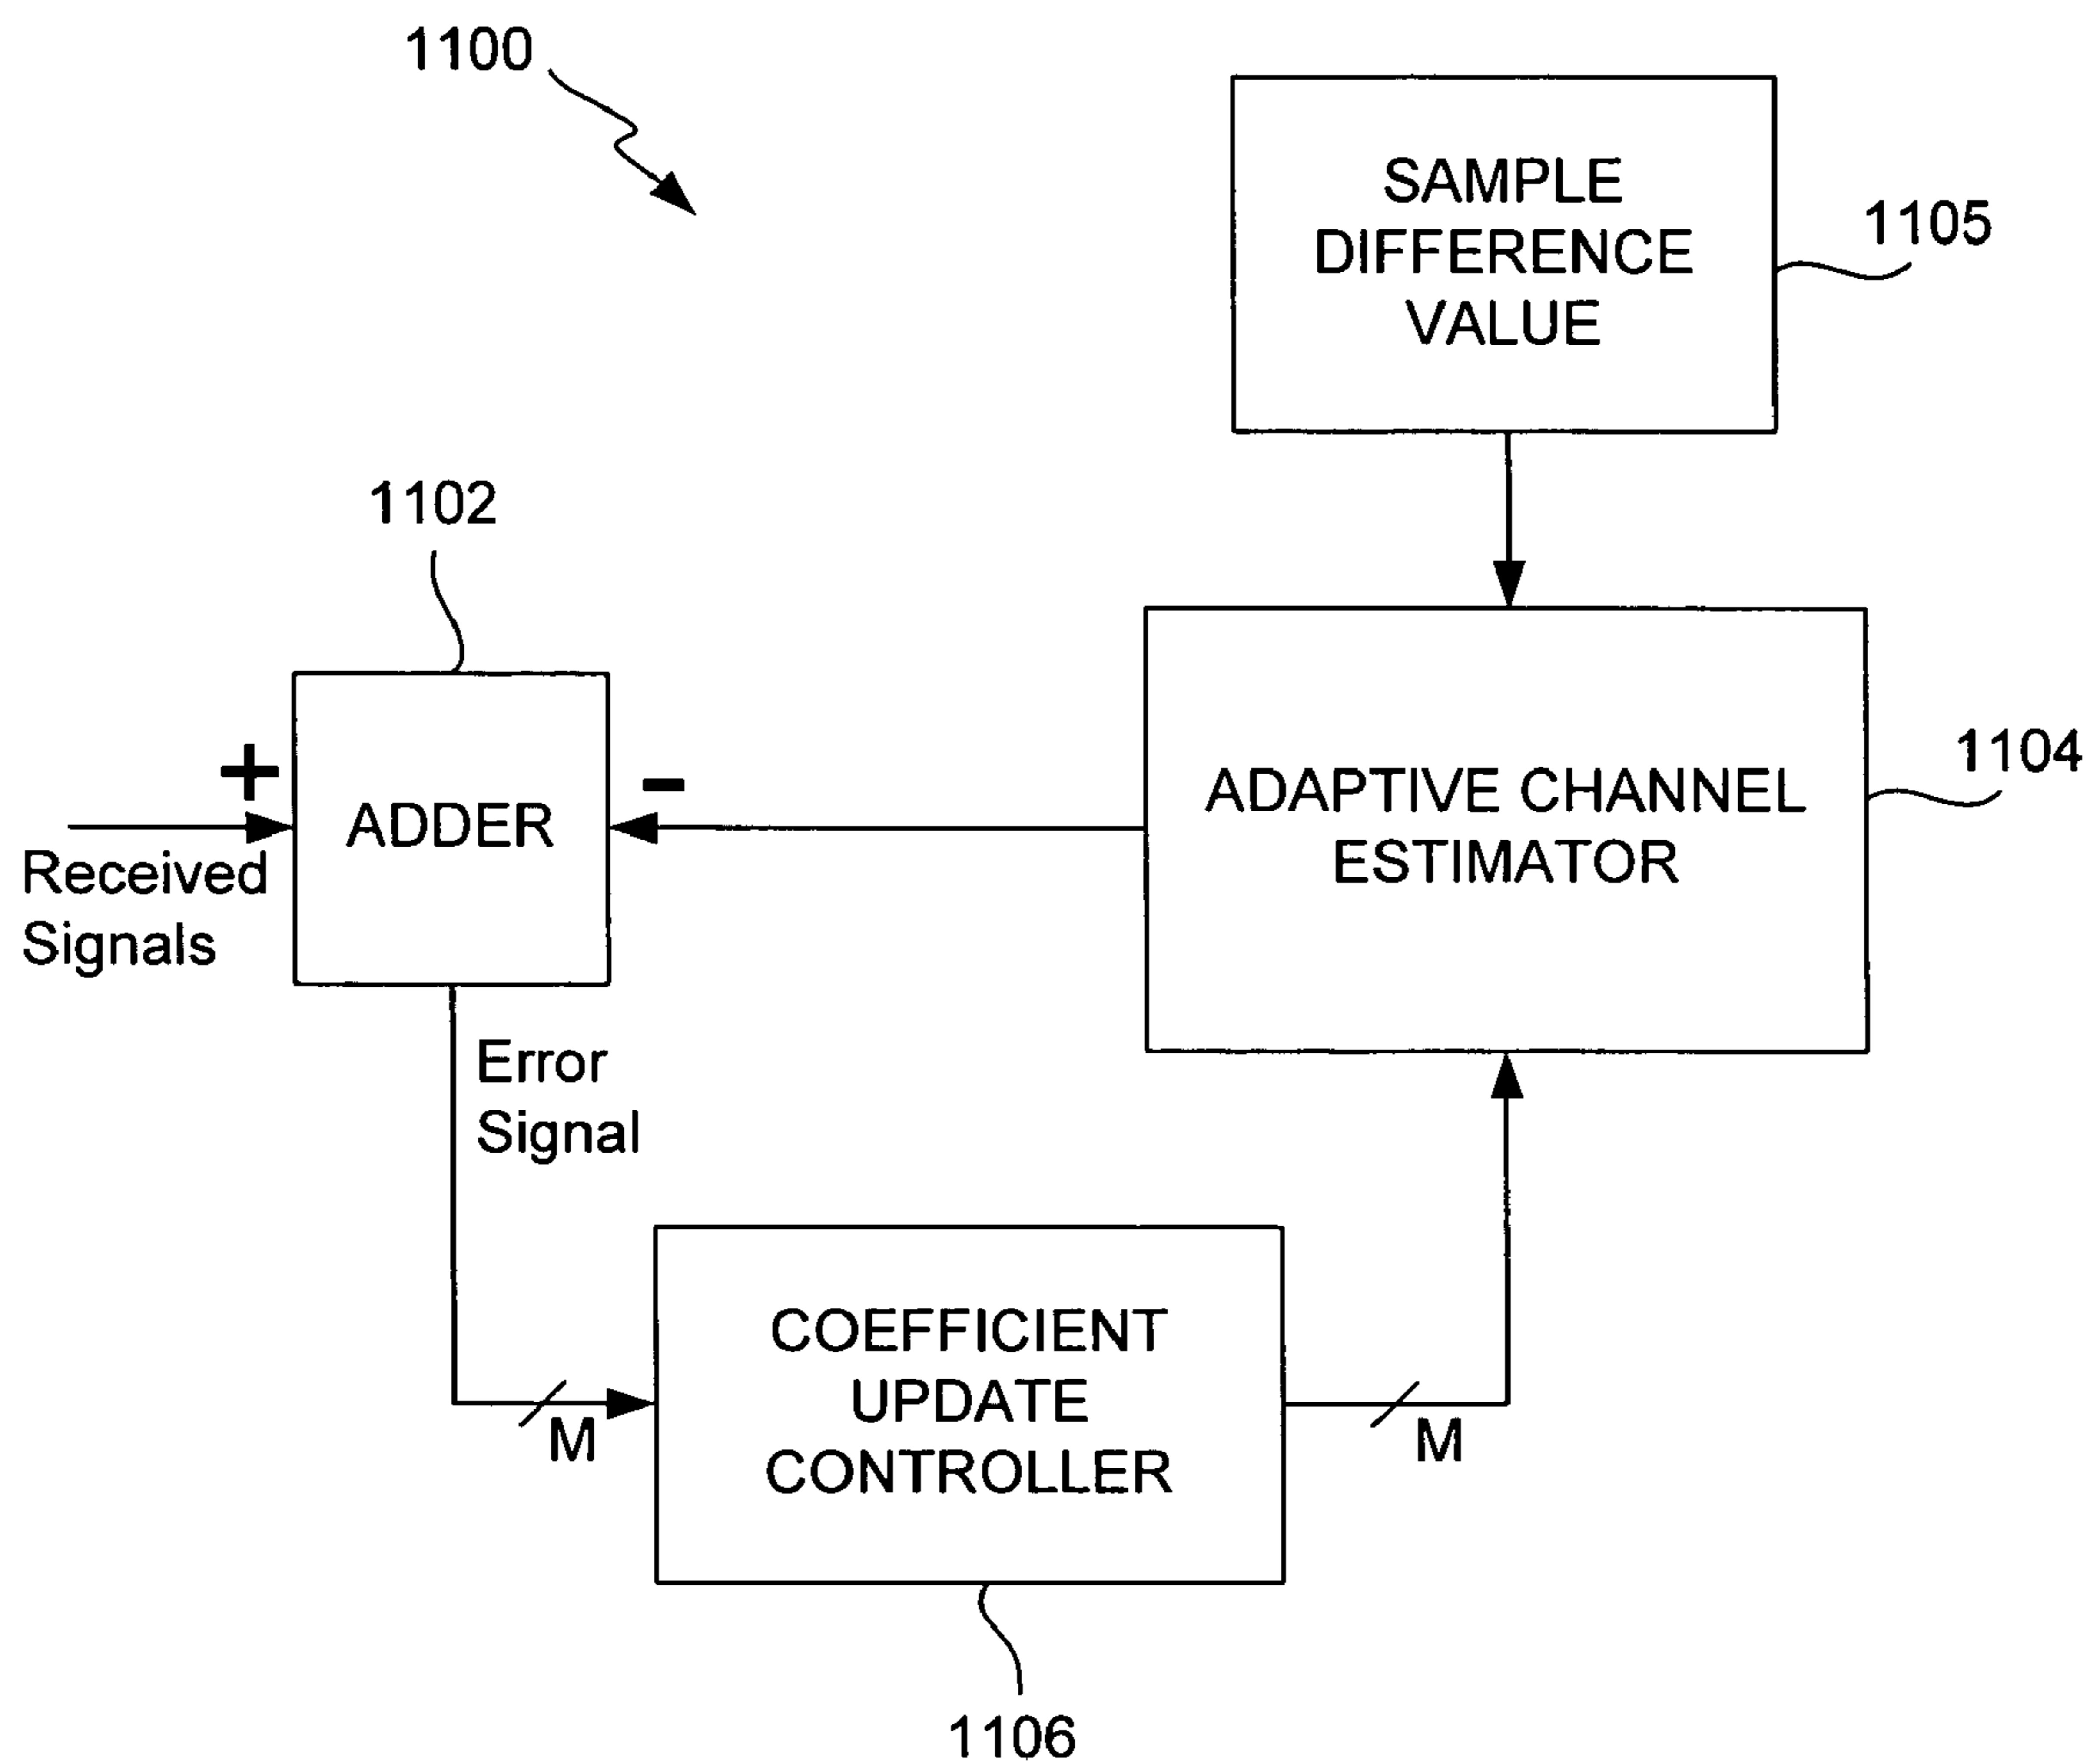 1100
SAMPLE
DIFFERENCE
VALUE
1105
1102
+
-
ADDER
Received
Signals
ADAPTIVE CHANNEL
ESTIMATOR
1104
Error
Signal
COEFFICIENT
UPDATE
CONTROLLER
M
M
1106